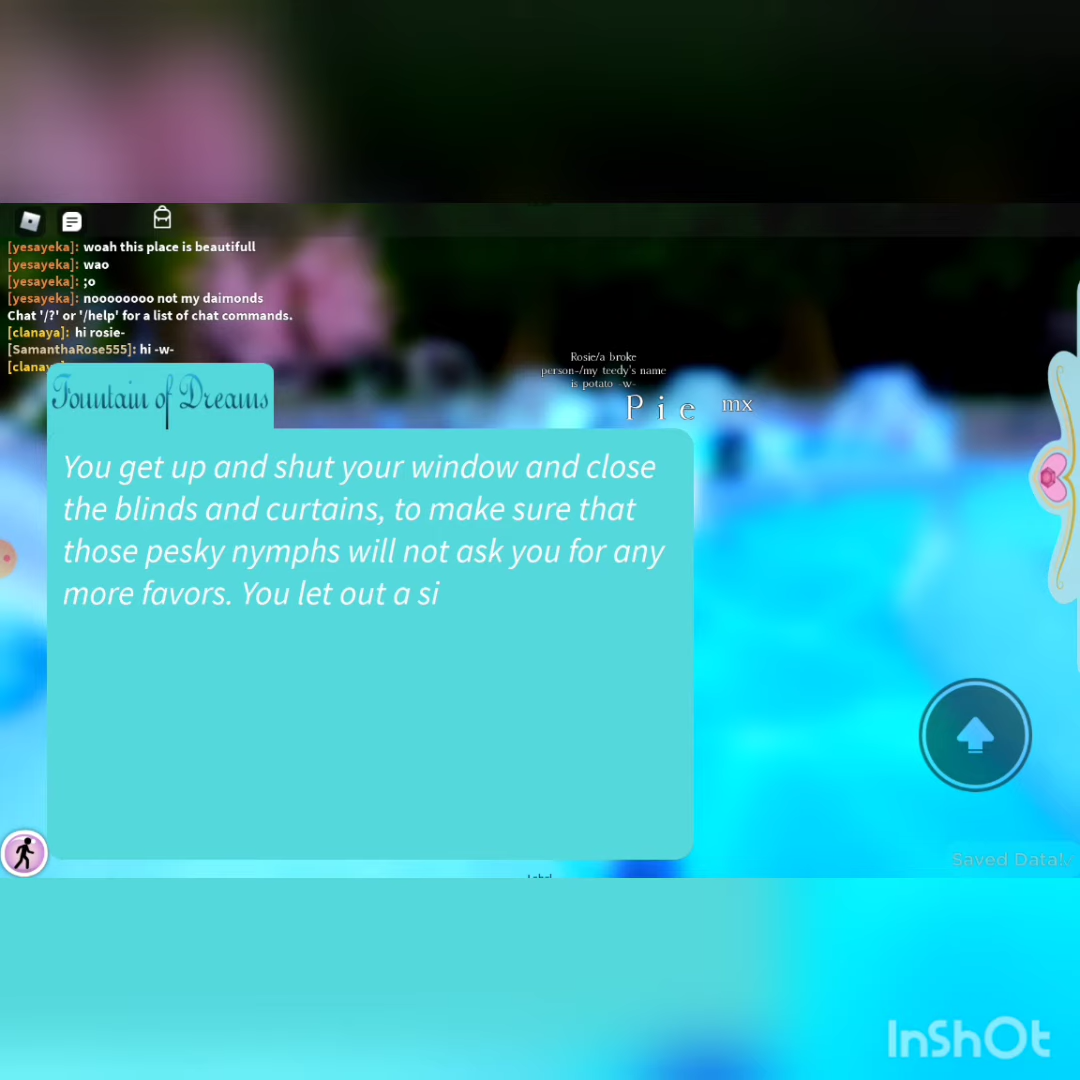 [yesayeka]: woah this place is beautifull
[yesayeka]: wao
[yesayeka]: ;o
[yesayeka]: noooooooo not my daimonds
Chat '/?' or '/help' for a list of chat commands.
[clanaya]: hi rosie-
[SamanthaRose555]: hi -w-
[clanay
Rosie/a broke
person-/my teedy's name
is potato -w-
Pie mx
Fountain of Dreams
You get up and shut your window and close
the blinds and curtains, to make sure that
those pesky nymphs will not ask you for any
more favors. You let out a si
Saved Data!
InShOt